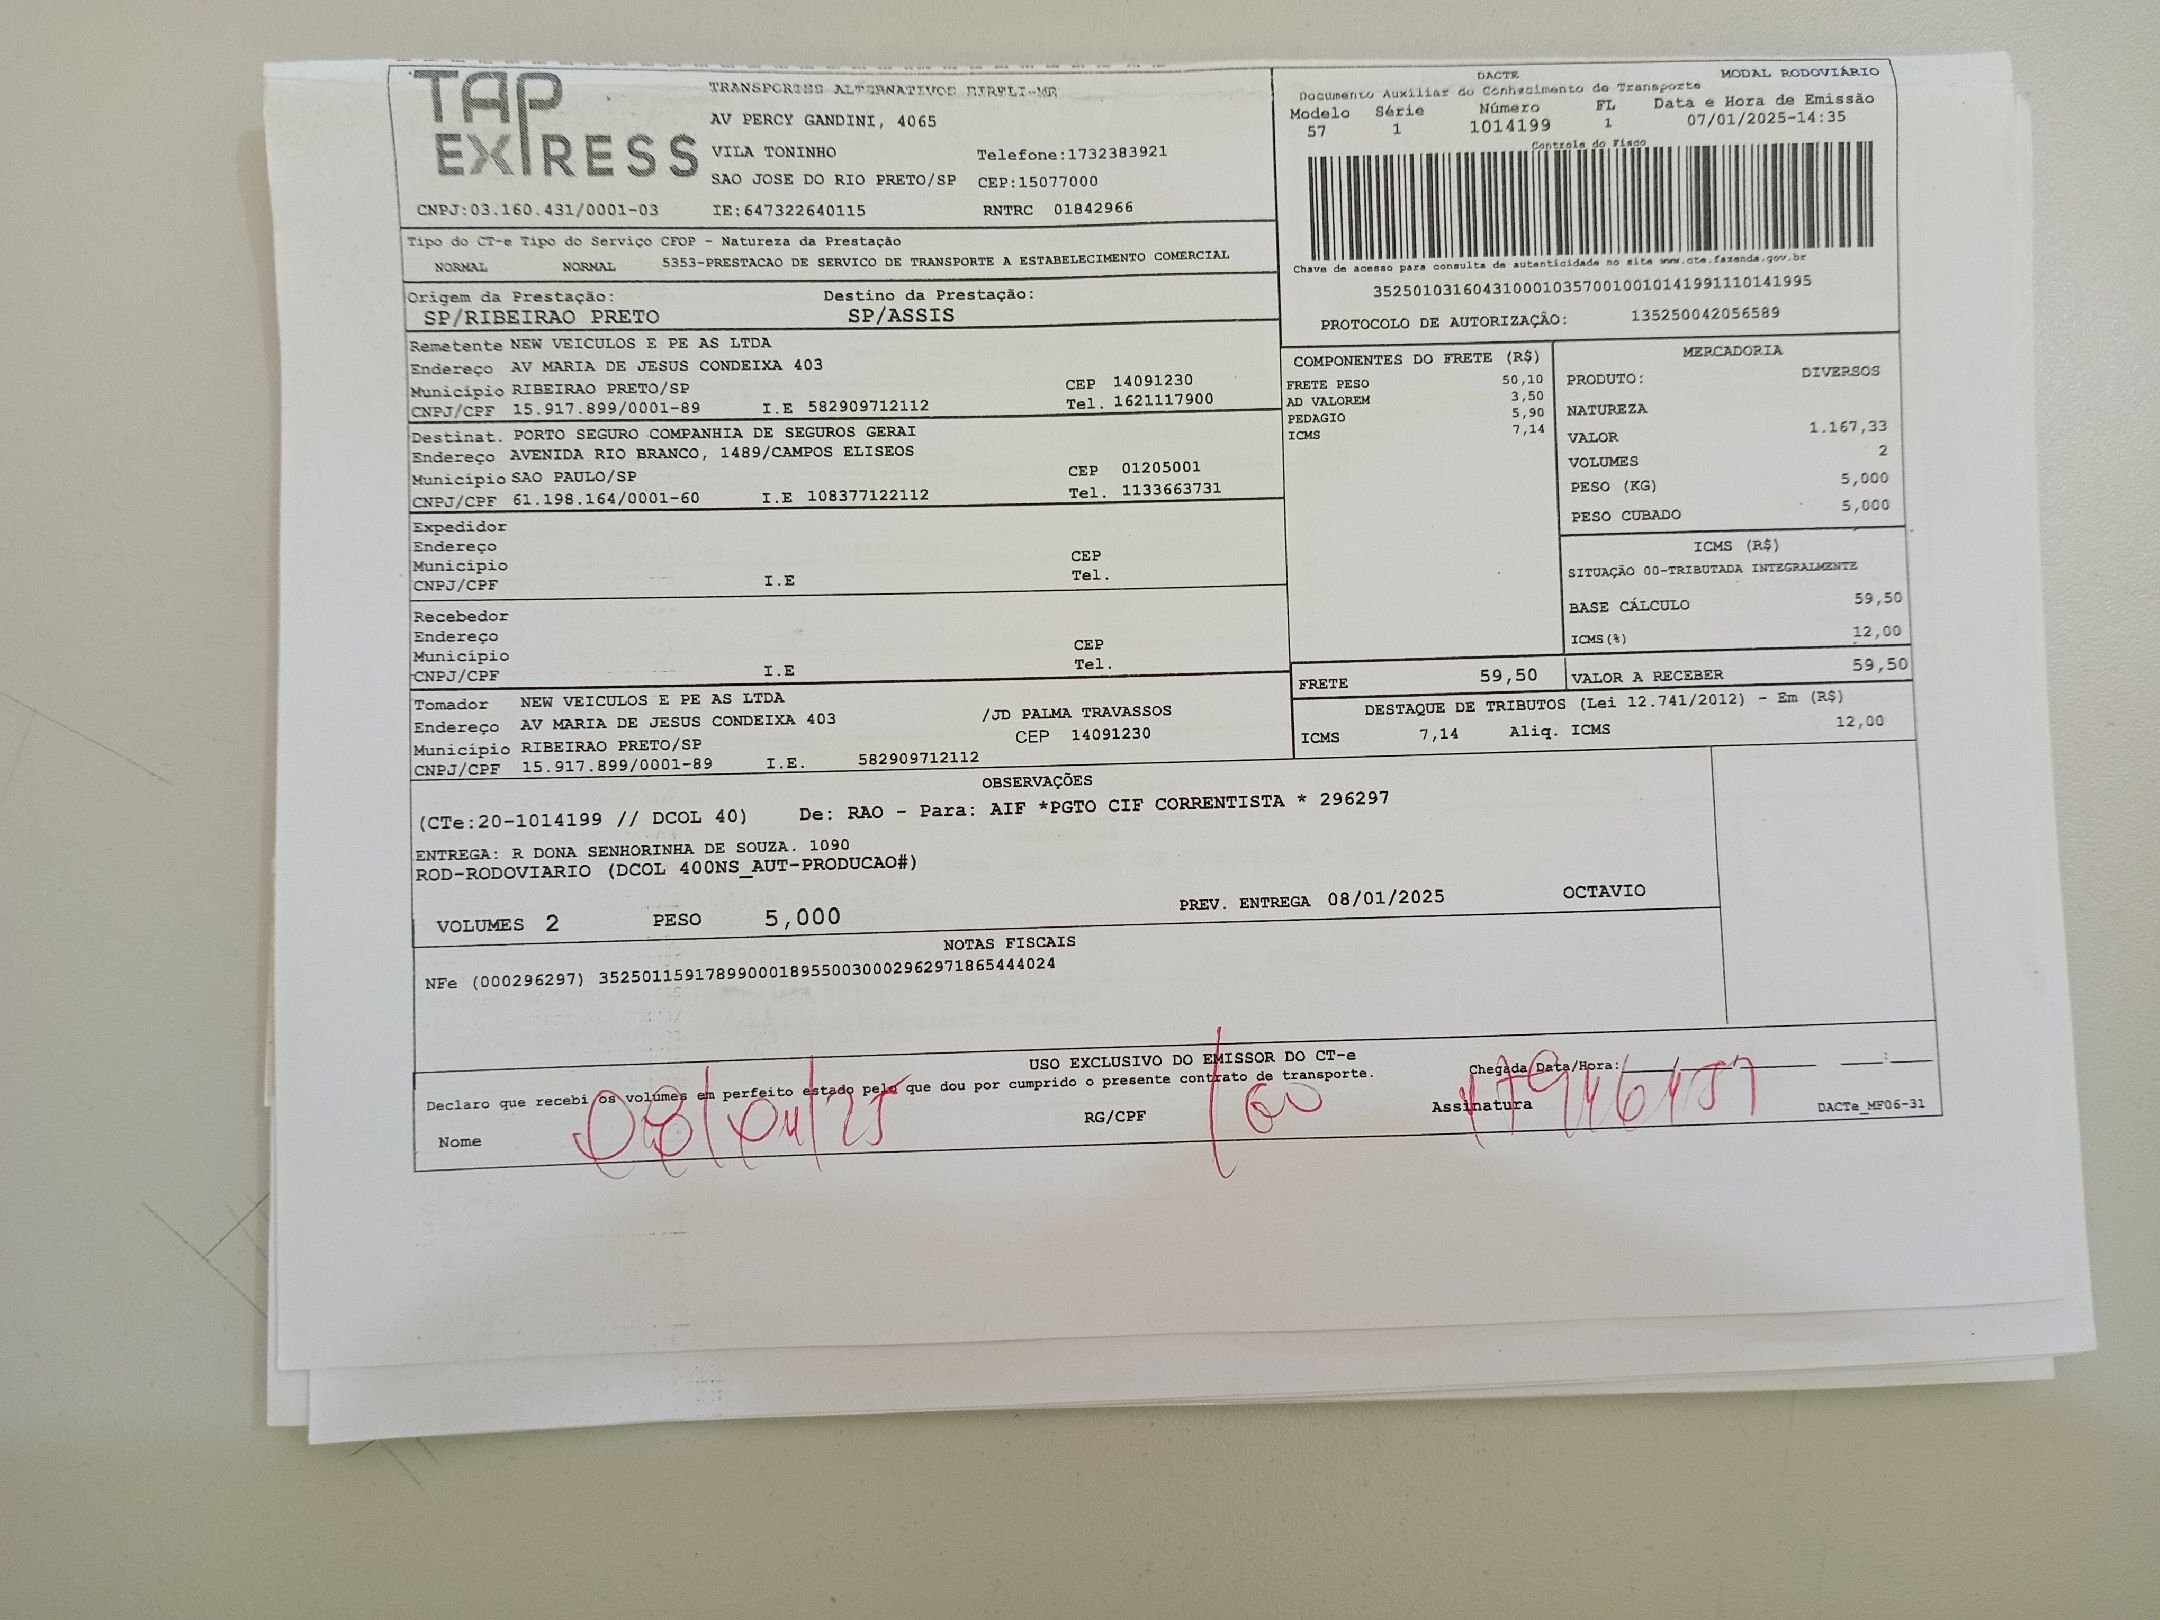 TAP EXPRESS
TRANSPORTES ALTERNATIVOS EIRELI-ME
AV PERCY GANDINI, 4065
VILA TONINHO Telefone:1732383921
SAO JOSE DO RIO PRETO/SP CEP:15077000
CNPJ:03.160.431/0001-03 IE:647322640115 RNTRC 01842966
DACTE MODAL RODOVIÁRIO
Documento Auxiliar do Conhecimento de Transporte
Modelo Série Número FL Data e Hora de Emissão
57 1 1014199 1 07/01/2025-14:35
Controle do Fisco
Chave de acesso para consulta de autenticidade no site www.cte.fazenda.gov.br
35250103160431000103570010010141991110141995
PROTOCOLO DE AUTORIZAÇÃO: 135250042056589
Tipo do CT-e Tipo do Serviço CFOP - Natureza da Prestação
NORMAL NORMAL 5353-PRESTACAO DE SERVICO DE TRANSPORTE A ESTABELECIMENTO COMERCIAL
Origem da Prestação: Destino da Prestação:
SP/RIBEIRAO PRETO SP/ASSIS
Remetente NEW VEICULOS E PE AS LTDA
Endereço AV MARIA DE JESUS CONDEIXA 403
Município RIBEIRAO PRETO/SP CEP 14091230
CNPJ/CPF 15.917.899/0001-89 I.E 582909712112 Tel. 1621117900
Destinat. PORTO SEGURO COMPANHIA DE SEGUROS GERAI
Endereco AVENIDA RIO BRANCO, 1489/CAMPOS ELISEOS
Município SAO PAULO/SP CEP 01205001
CNPJ/CPF 61.198.164/0001-60 I.E 108377122112 Tel. 1133663731
Expedidor
Endereço
Município CEP
CNPJ/CPF I.E Tel.
Recebedor
Endereço
Município CEP
CNPJ/CPF I.E Tel.
Tomador NEW VEICULOS E PE AS LTDA
Endereço AV MARIA DE JESUS CONDEIXA 403 /JD PALMA TRAVASSOS
Município RIBEIRAO PRETO/SP CEP 14091230
CNPJ/CPF 15.917.899/0001-89 I.E. 582909712112
COMPONENTES DO FRETE (R$)
FRETE PESO 50,10
AD VALOREM 3,50
PEDAGIO 5,90
ICMS 7,14
MERCADORIA
PRODUTO: DIVERSOS
NATUREZA
VALOR 1.167,33
VOLUMES 2
PESO (KG) 5,000
PESO CUBADO 5,000
ICMS (R$)
SITUAÇÃO 00-TRIBUTADA INTEGRALMENTE
BASE CÁLCULO 59,50
ICMS(%) 12,00
FRETE 59,50 VALOR A RECEBER 59,50
DESTAQUE DE TRIBUTOS (Lei 12.741/2012) - Em (R$)
ICMS 7,14 Aliq. ICMS 12,00
OBSERVAÇÕES
(CTe:20-1014199 // DCOL 40) De: RAO - Para: AIF *PGTO CIF CORRENTISTA * 296297
ENTREGA: R DONA SENHORINHA DE SOUZA. 1090
ROD-RODOVIARIO (DCOL 400NS_AUT-PRODUCAO#)
VOLUMES 2 PESO 5,000 PREV. ENTREGA 08/01/2025 OCTAVIO
NOTAS FISCAIS
NFe (000296297) 35250115917899000189550030002962971865444024
USO EXCLUSIVO DO EMISSOR DO CT-e
Declaro que recebi os volumes em perfeito estado pelo que dou por cumprido o presente contrato de transporte. Chegada Data/Hora: ___/___ ______ ___:___
Nome 08/01/25 RG/CPF Assinatura DACTe_MF06-31